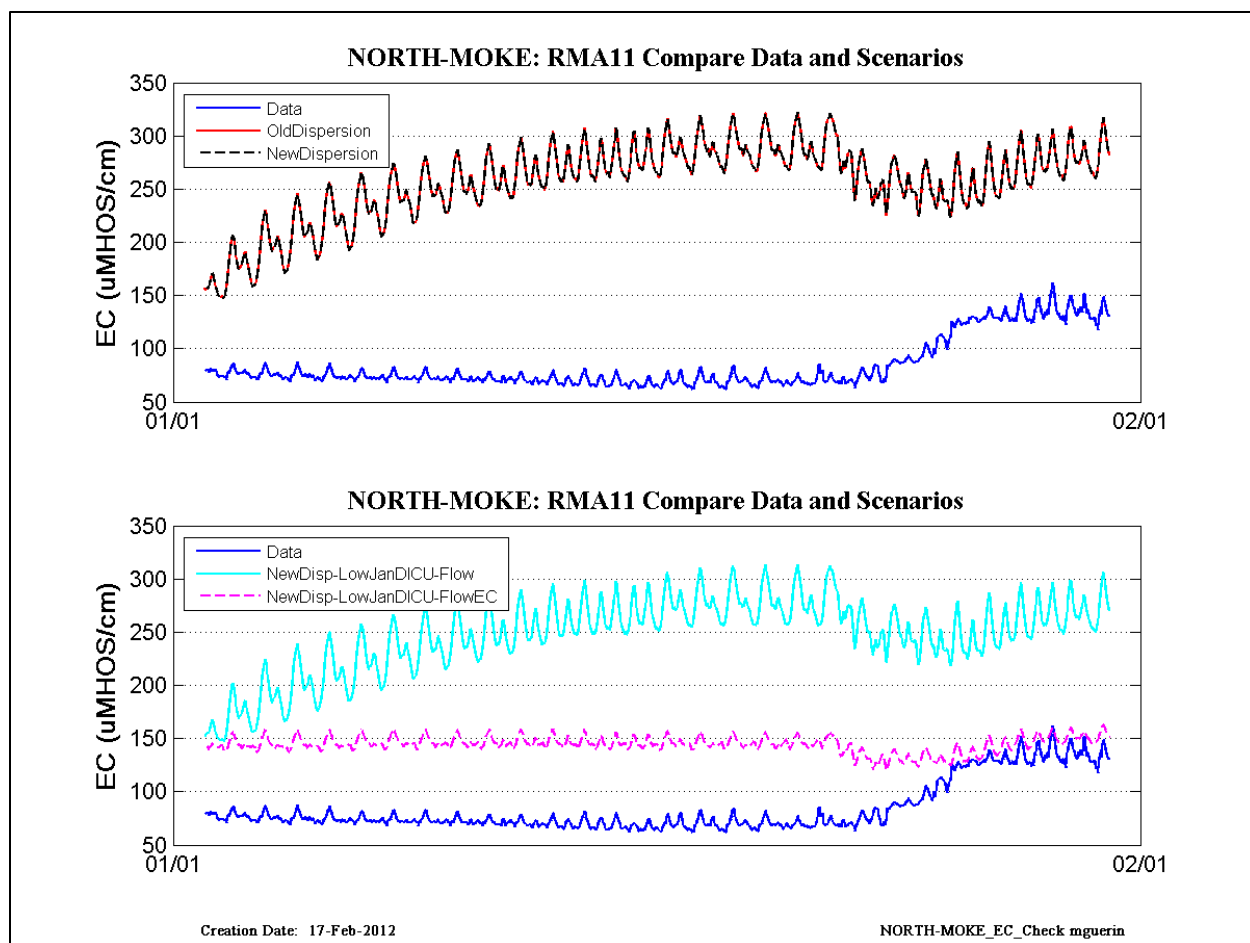 NORTH-MOKE: RMA11 Compare Data and Scenarios
350
300
250
200
150
100
50
EC (uMHOS/cm)
Data
OldDispersion
NewDispersion
01/01
02/01
NORTH-MOKE: RMA11 Compare Data and Scenarios
350
300
250
200
150
100
50
EC (uMHOS/cm)
Data
NewDisp-LowJanDICU-Flow
NewDisp-LowJanDICU-FlowEC
01/01
02/01
Creation Date: 17-Feb-2012
NORTH-MOKE_EC_Check mguerin